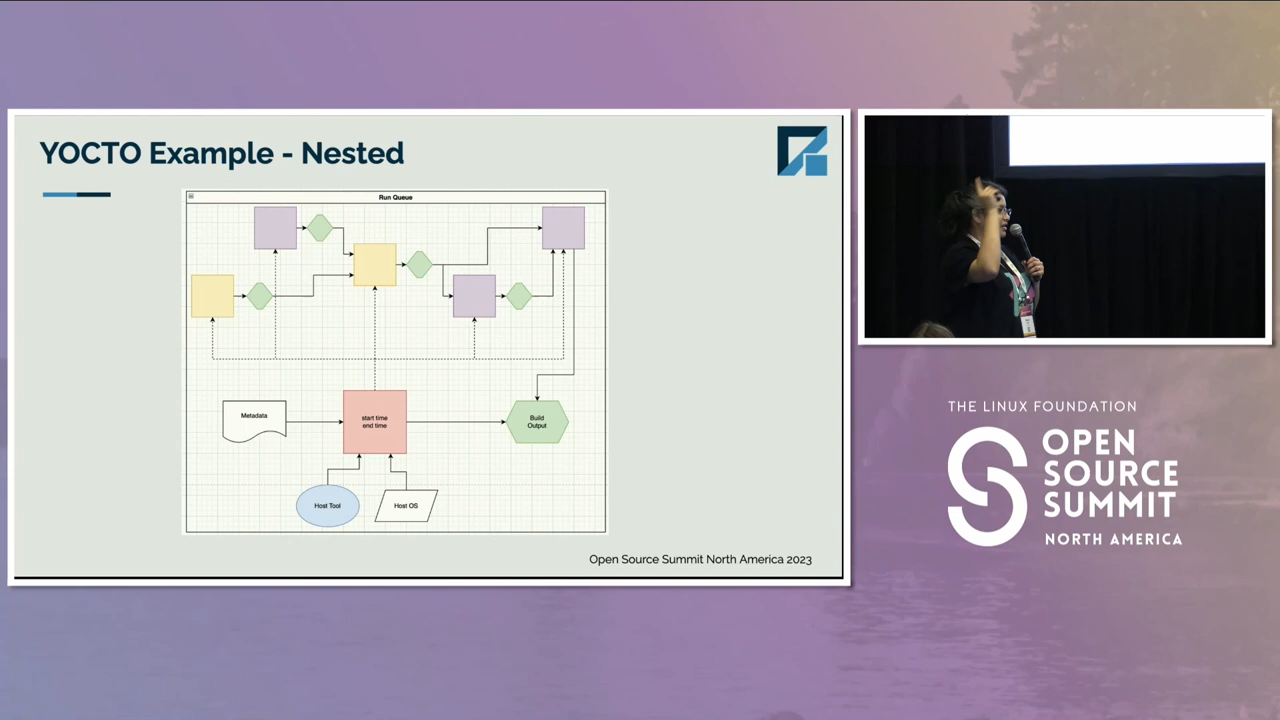 YOCTO Example - Nested
Run Queue
Metadata
start time
end time
Build
Output
Host Tool
Host OS
Open Source Summit North America 2023
THE LINUX FOUNDATION
OPEN
SOURCE
SUMMIT
NORTH AMERICA